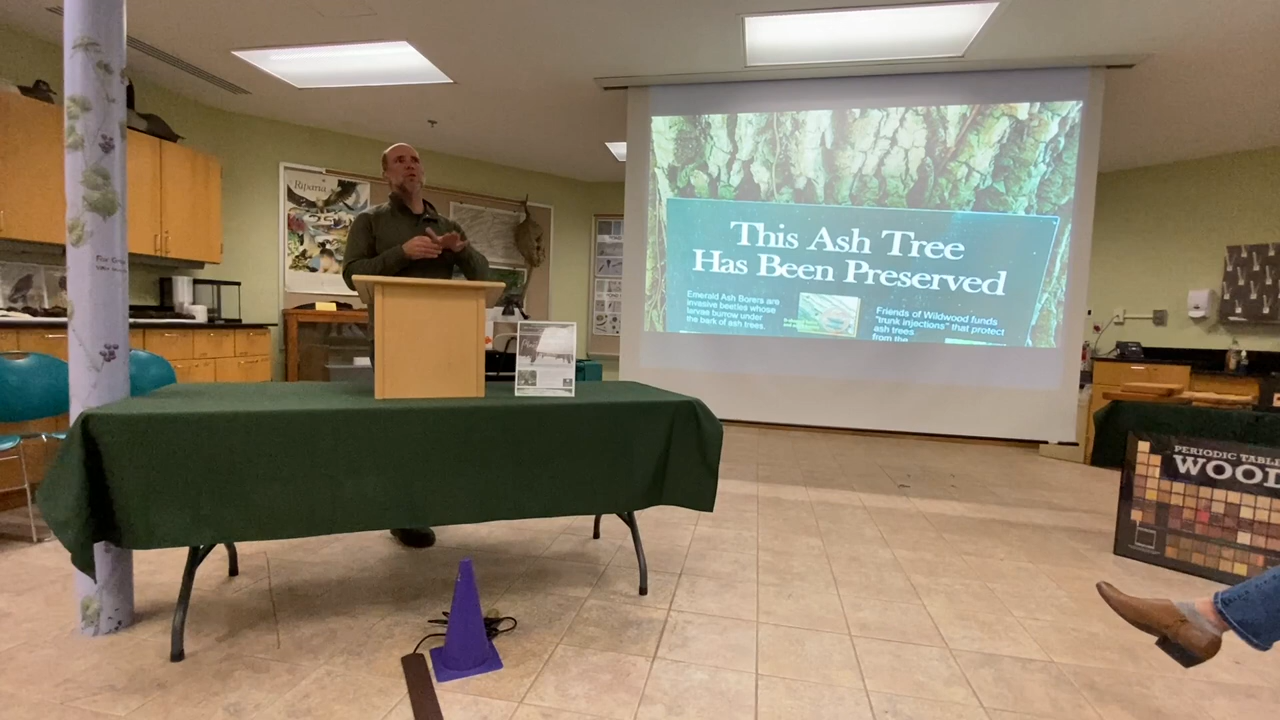 Riparia
This Ash Tree
Has Been Preserved
Emerald Ash Borers are
invasive beetles whose
larvae burrow under
the bark of ash trees.
Friends of Wildwood funds
"trunk injections" that protect
ash trees
from the
PERIODIC TABL
WOOD